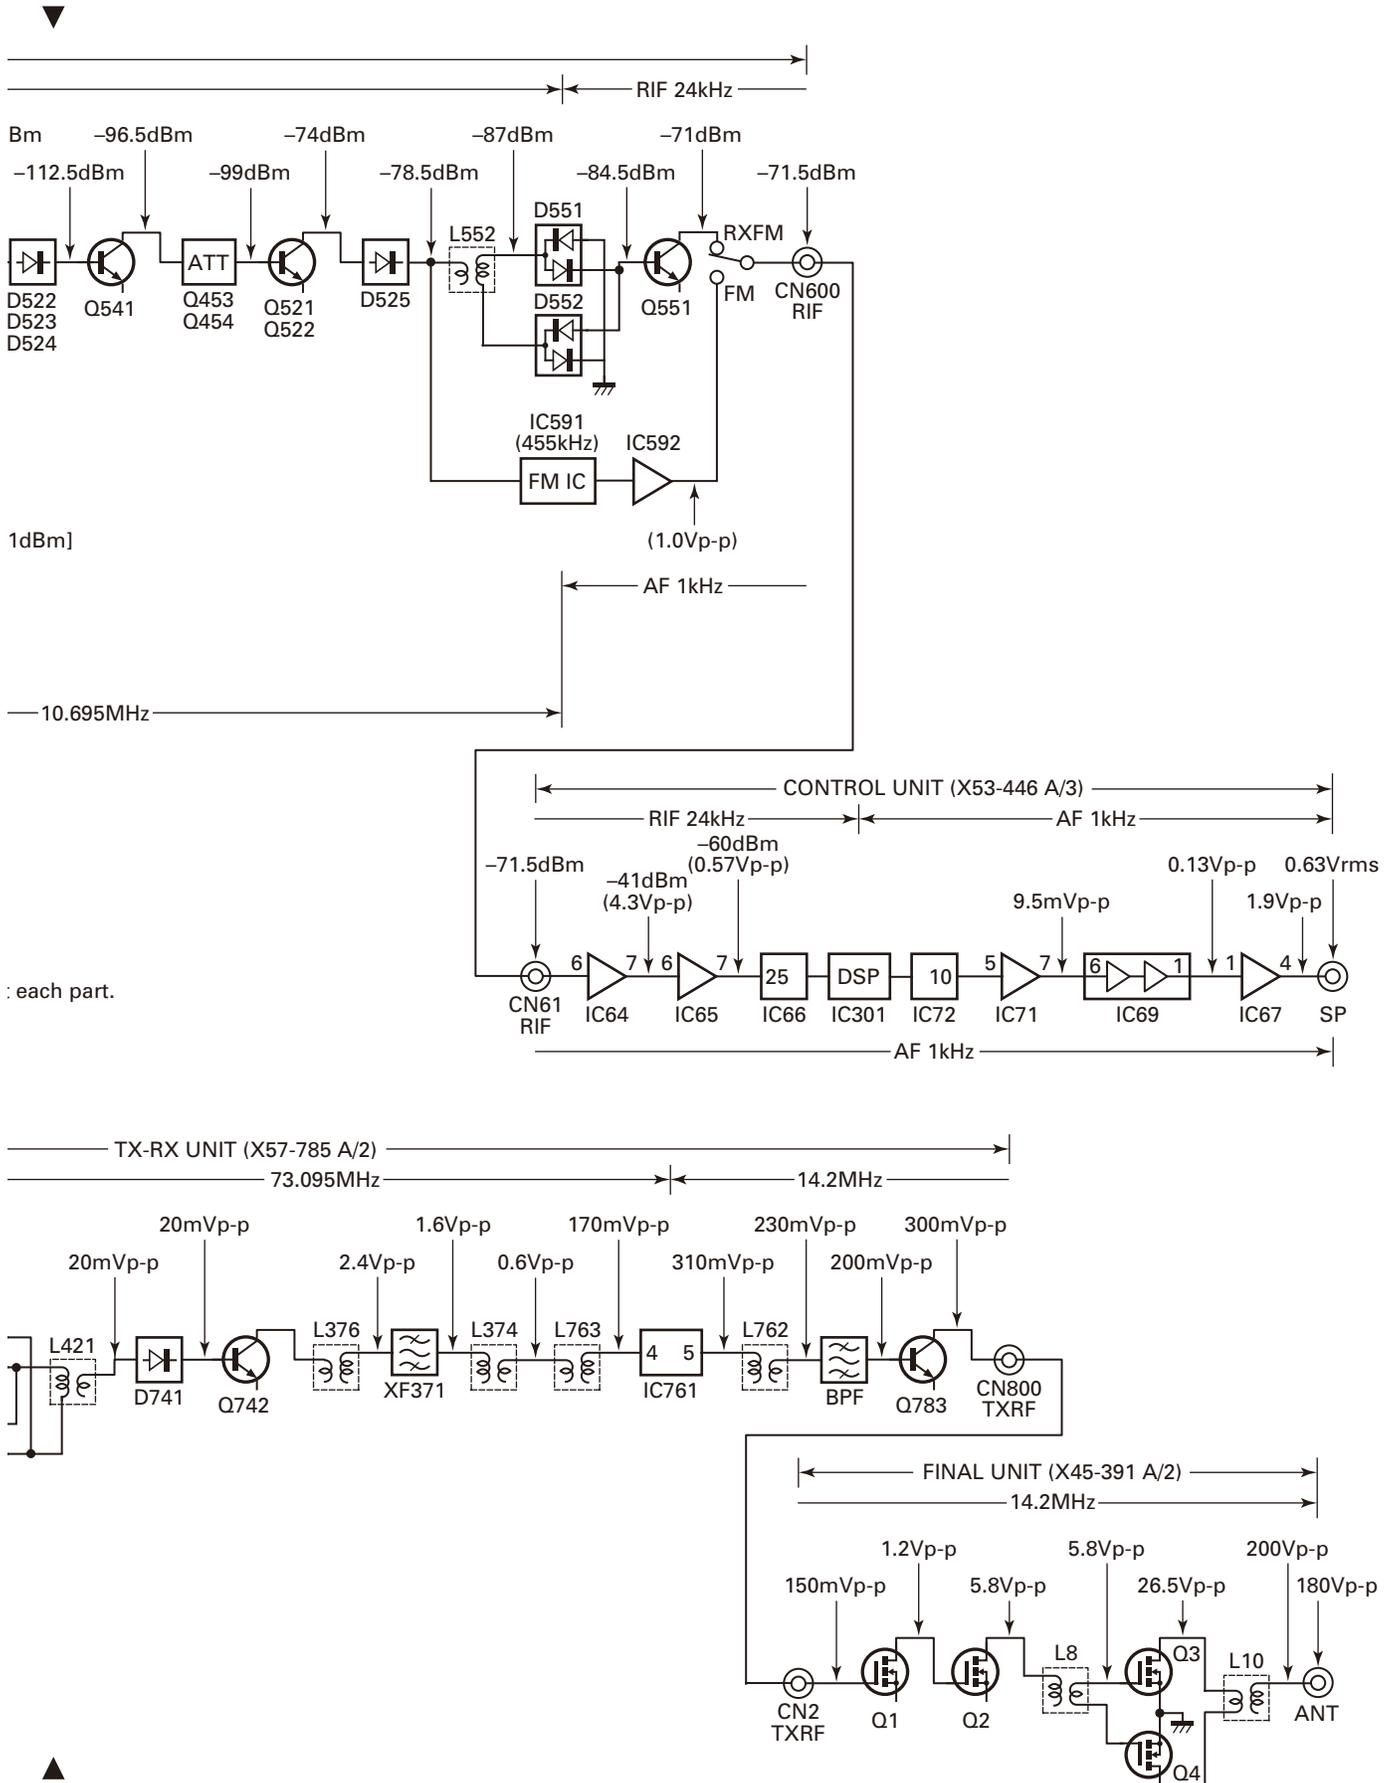 RIF 24kHz
Bm
–96.5dBm
–74dBm
–87dBm
–71dBm
–112.5dBm
–99dBm
–78.5dBm
–84.5dBm
–71.5dBm
D551
L552
RXFM
ATT
D522
D523
D524
Q541
Q453
Q454
Q521
Q522
D525
D552
Q551
FM
CN600
RIF
IC591
(455kHz)
IC592
FM IC
(1.0Vp-p)
1dBm]
AF 1kHz
10.695MHz
CONTROL UNIT (X53-446 A/3)
RIF 24kHz
AF 1kHz
–60dBm
(0.57Vp-p)
–71.5dBm
–41dBm
(4.3Vp-p)
0.13Vp-p
0.63Vrms
9.5mVp-p
1.9Vp-p
6
7
6
7
25
DSP
10
5
7
6
1
1
4
: each part.
CN61
RIF
IC64
IC65
IC66
IC301
IC72
IC71
IC69
IC67
SP
AF 1kHz
TX-RX UNIT (X57-785 A/2)
73.095MHz
14.2MHz
20mVp-p
1.6Vp-p
170mVp-p
230mVp-p
300mVp-p
20mVp-p
2.4Vp-p
0.6Vp-p
310mVp-p
200mVp-p
L421
L376
L374
L763
L762
4
5
D741
Q742
XF371
IC761
BPF
Q783
CN800
TXRF
FINAL UNIT (X45-391 A/2)
14.2MHz
1.2Vp-p
5.8Vp-p
200Vp-p
150mVp-p
5.8Vp-p
26.5Vp-p
180Vp-p
L8
Q3
L10
CN2
TXRF
Q1
Q2
ANT
Q4